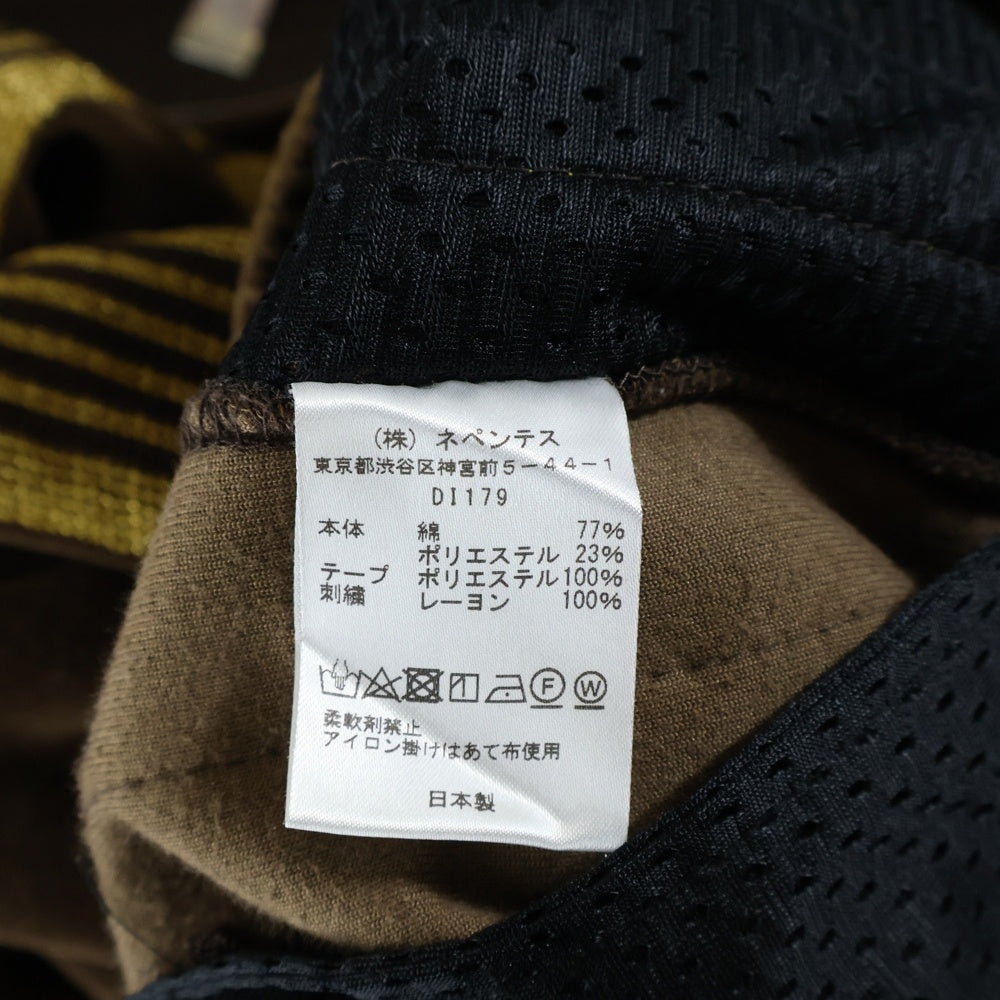 (株) ネペンテス
東京都渋谷区神宮前5-44-1
DI179
本体 綿 77%
ポリエステル 23%
テープ ポリエステル 100%
刺繍 レーヨン 100%
F W
柔軟剤禁止
アイロン掛けはあて布使用
日本製